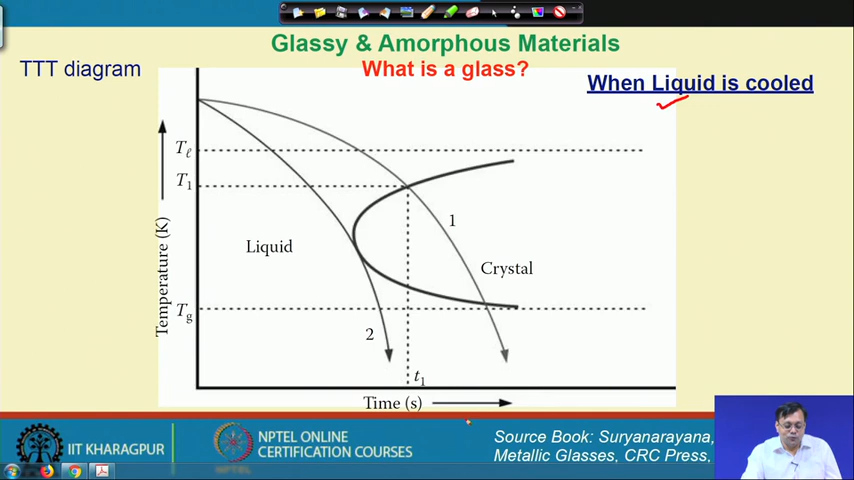 Glassy & Amorphous Materials
TTT diagram
What is a glass?
When Liquid is cooled
Tℓ
T1
Temperature (K)
Liquid
1
Crystal
Tg
2
t1
Time (s)
IIT KHARAGPUR
NPTEL ONLINE
CERTIFICATION COURSES
Source Book: Suryanarayana,
Metallic Glasses, CRC Press,